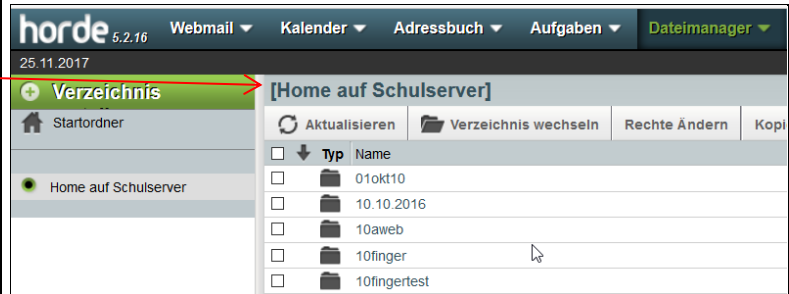 horde 5.2.16 Webmail Kalender Adressbuch Aufgaben Dateimanager
25.11.2017
Verzeichnis
[Home auf Schulserver]
Startordner
Aktualisieren Verzeichnis wechseln Rechte Ändern Kopi
Typ Name
Home auf Schulserver
01okt10
10.10.2016
10aweb
10finger
10fingertest